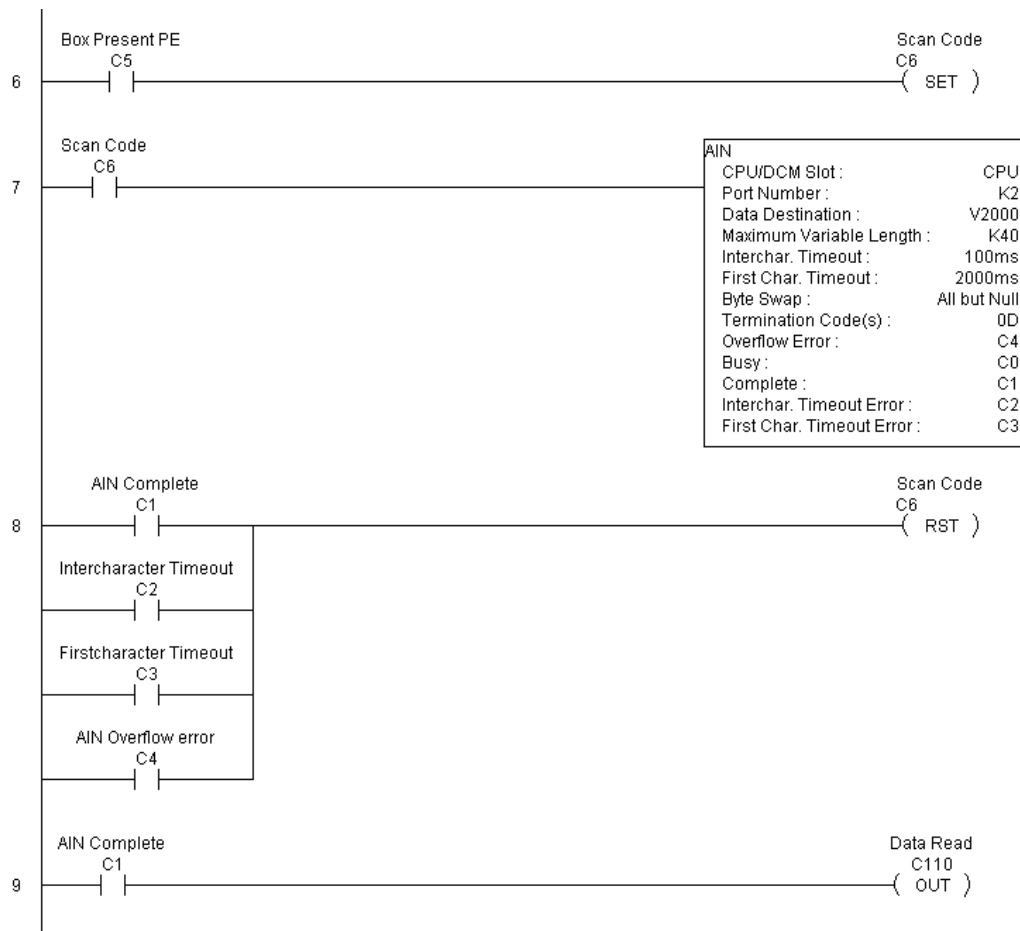 Box Present PE
C5
Scan Code
C6
6
( SET )
Scan Code
C6
7
AIN
CPU/DCM Slot : CPU
Port Number : K2
Data Destination : V2000
Maximum Variable Length : K40
Interchar. Timeout : 100ms
First Char. Timeout : 2000ms
Byte Swap : All but Null
Termination Code(s) : 0D
Overflow Error : C4
Busy : C0
Complete : C1
Interchar. Timeout Error : C2
First Char. Timeout Error : C3
AIN Complete
C1
Scan Code
C6
8
( RST )
Intercharacter Timeout
C2
Firstcharacter Timeout
C3
AIN Overflow error
C4
AIN Complete
C1
Data Read
C110
9
( OUT )